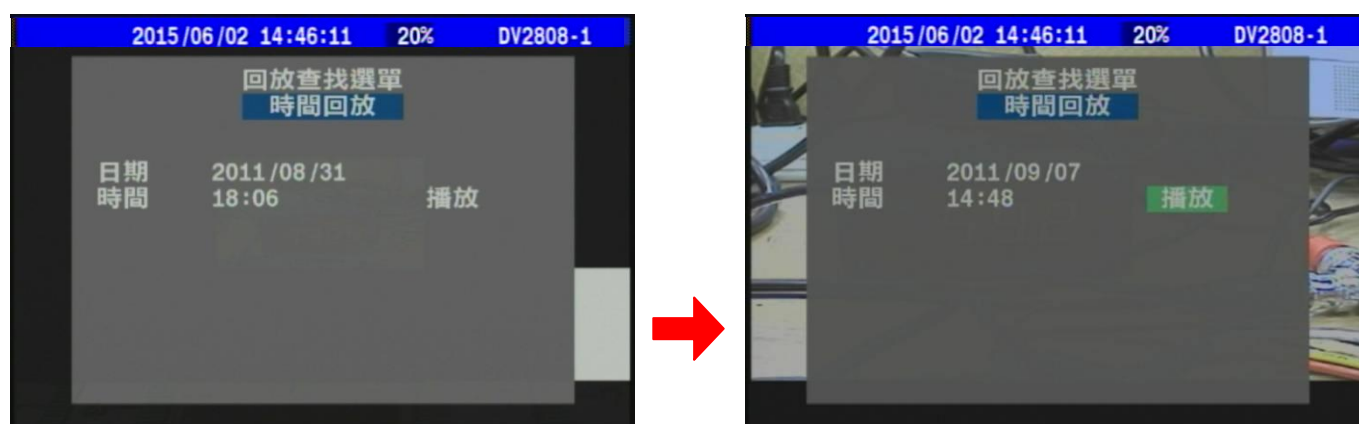 2015/06/02 14:46:11 20% DV2808-1
回放查找選單
時間回放
日期 2011/08/31
時間 18:06 播放
2015/06/02 14:46:11 20% DV2808-1
回放查找選單
時間回放
日期 2011/09/07
時間 14:48 播放